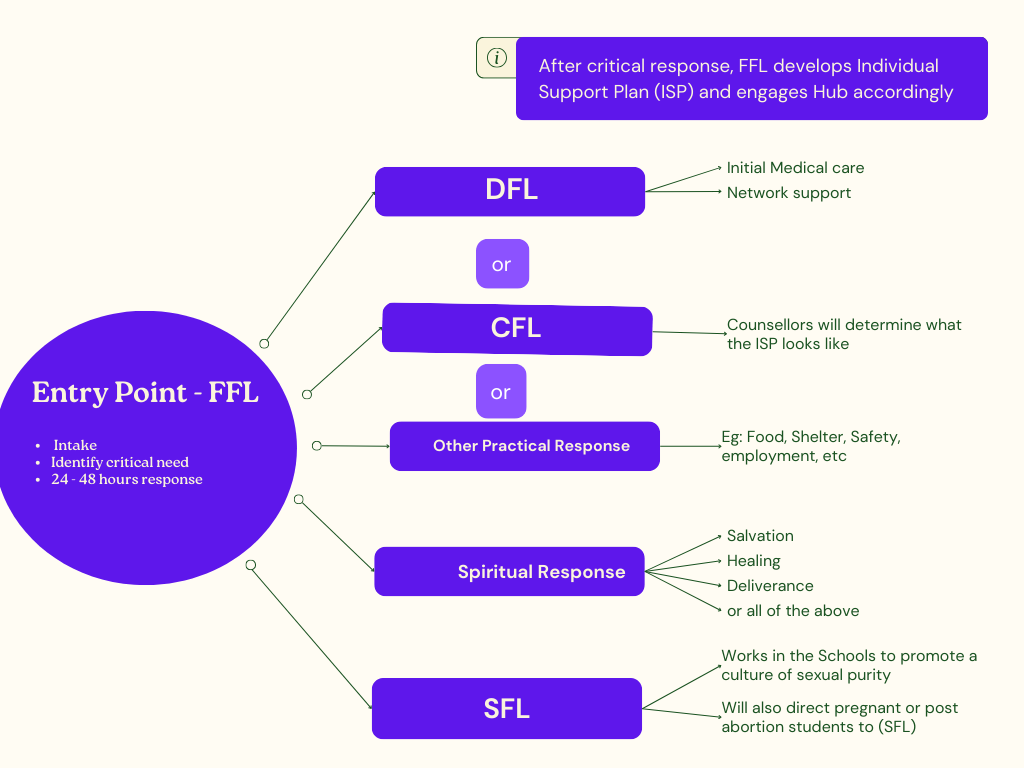 i
After critical response, FFL develops Individual
Support Plan (ISP) and engages Hub accordingly
DFL
Initial Medical care
Network support
or
CFL
Counsellors will determine what
the ISP looks like
or
Entry Point - FFL
• Intake
• Identify critical need
• 24 - 48 hours response
Other Practical Response
Eg: Food, Shelter, Safety,
employment, etc
Spiritual Response
Salvation
Healing
Deliverance
or all of the above
SFL
Works in the Schools to promote a
culture of sexual purity
Will also direct pregnant or post
abortion students to (SFL)